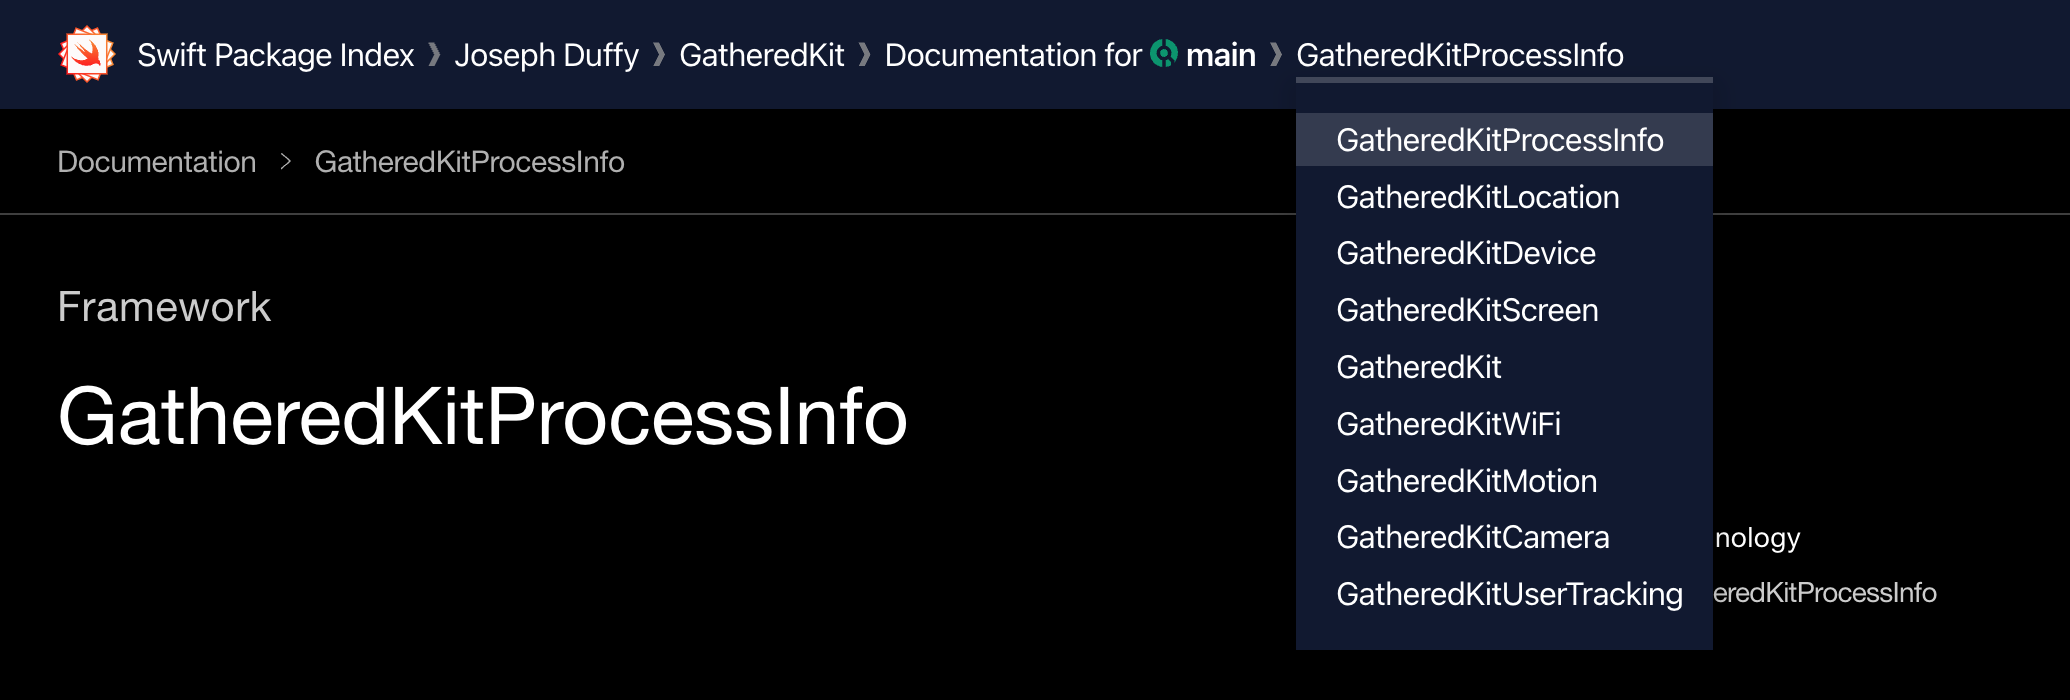 Swift Package Index ❱ Joseph Duffy ❱ GatheredKit ❱ Documentation for main ❱ GatheredKitProcessInfo
Documentation > GatheredKitProcessInfo
Framework
GatheredKitProcessInfo
GatheredKitProcessInfo
GatheredKitLocation
GatheredKitDevice
GatheredKitScreen
GatheredKit
GatheredKitWiFi
GatheredKitMotion
GatheredKitCamera
GatheredKitUserTracking
nology
eredKitProcessInfo